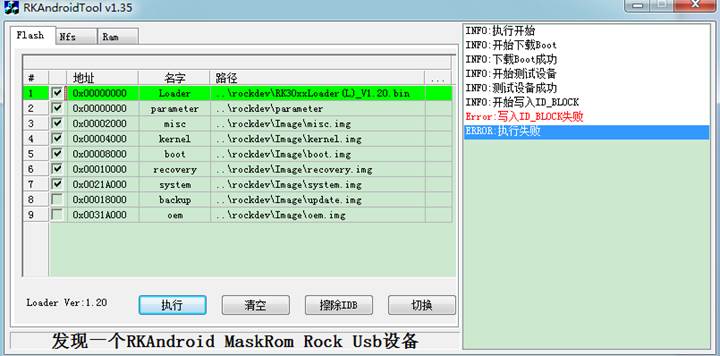 RKAndroidTool v1.35
Flash Nfs Ram
# 地址 名字 路径 ...
1 0x00000000 Loader ..\rockdev\RK30xxLoader(L)_V1.20.bin
2 0x00000000 parameter ..\rockdev\parameter
3 0x00002000 misc ..\rockdev\Image\misc.img
4 0x00004000 kernel ..\rockdev\Image\kernel.img
5 0x00008000 boot ..\rockdev\Image\boot.img
6 0x00010000 recovery ..\rockdev\Image\recovery.img
7 0x0021A000 system ..\rockdev\Image\system.img
8 0x00018000 backup ..\rockdev\Image\update.img
9 0x0031A000 oem ..\rockdev\Image\oem.img
Loader Ver:1.20 执行 清空 擦除IDB 切换
发现一个RKAndroid MaskRom Rock Usb设备
INFO:执行开始
INFO:开始下载Boot
INFO:下载Boot成功
INFO:开始测试设备
INFO:测试设备成功
INFO:开始写入ID_BLOCK
Error:写入ID_BLOCK失败
ERROR:执行失败